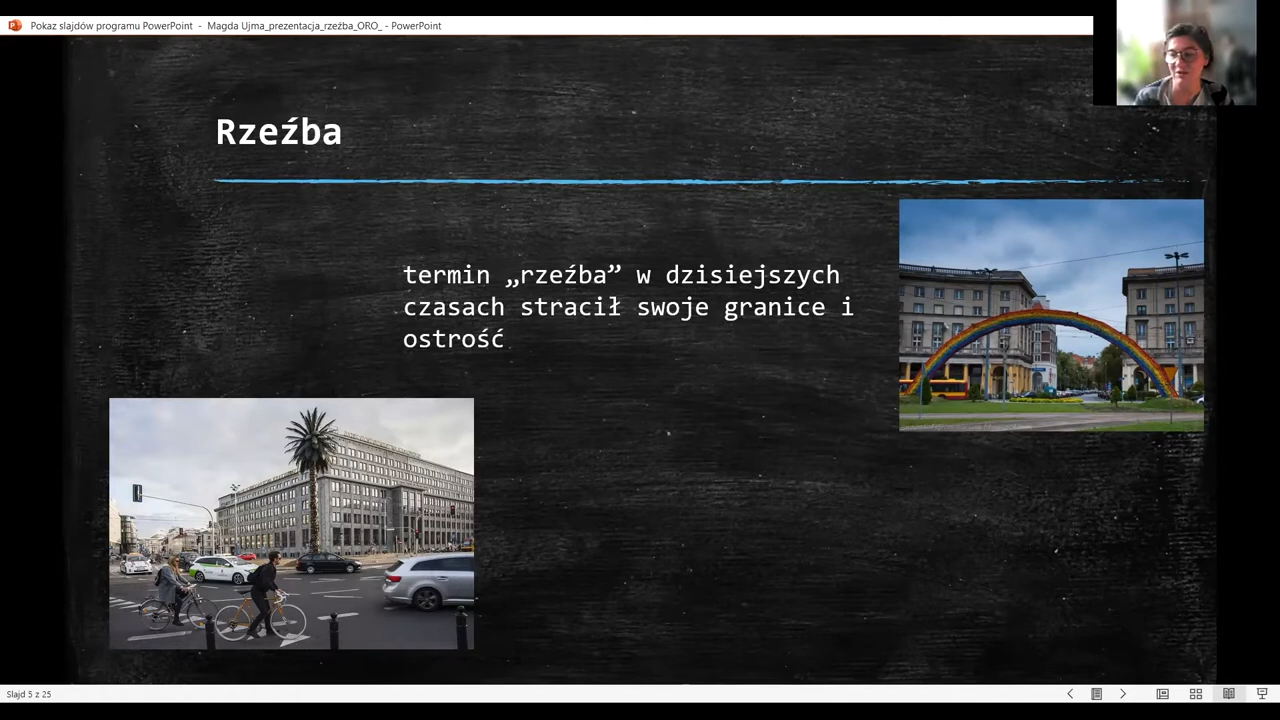 Pokaz slajdów programu PowerPoint - Magda Ujma_prezentacja_rzeźba_ORO_ - PowerPoint
Rzeźba
termin „rzeźba” w dzisiejszych
czasach stracił swoje granice i
ostrość
Slajd 5 z 25